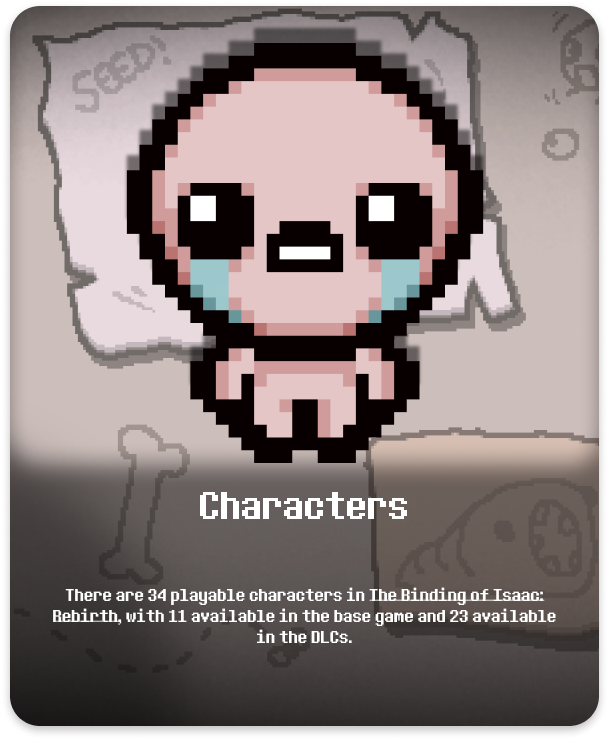 SEED!
Characters
There are 34 playable characters in The Binding of Isaac:
Rebirth, with 11 available in the base game and 23 available
in the DLCs.